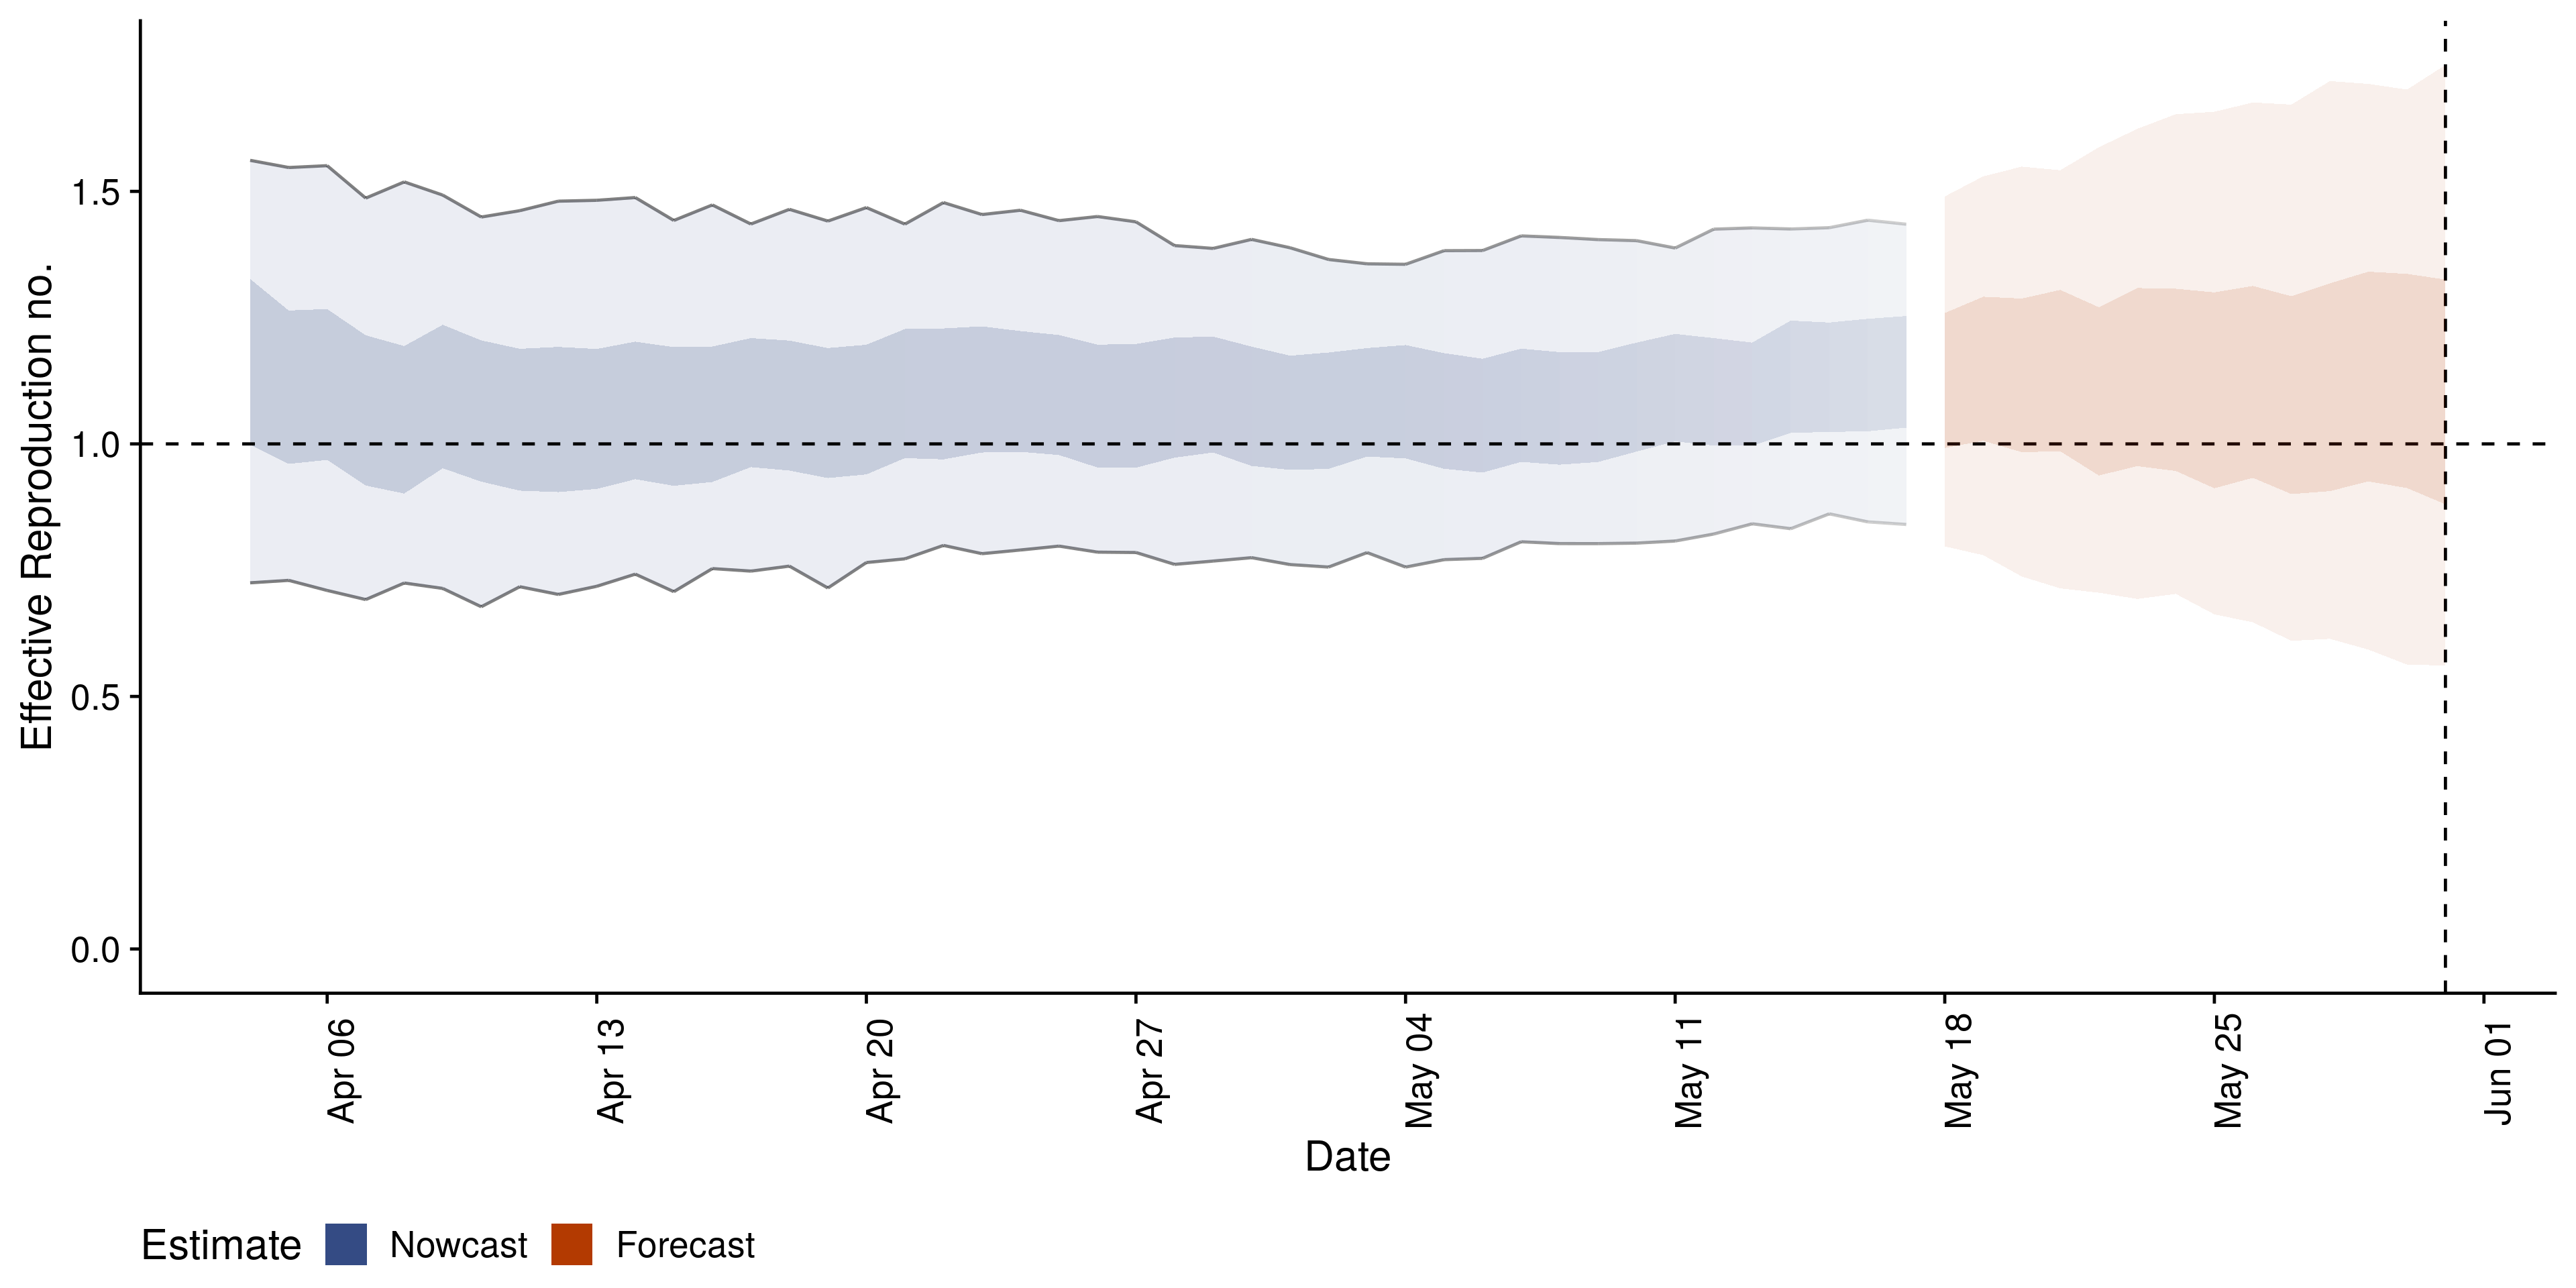 Effective Reproduction no.
1.5
1.0
0.5
0.0
Apr 06
Apr 13
Apr 20
Apr 27
May 04
May 11
May 18
May 25
Jun 01
Date
Estimate Nowcast Forecast